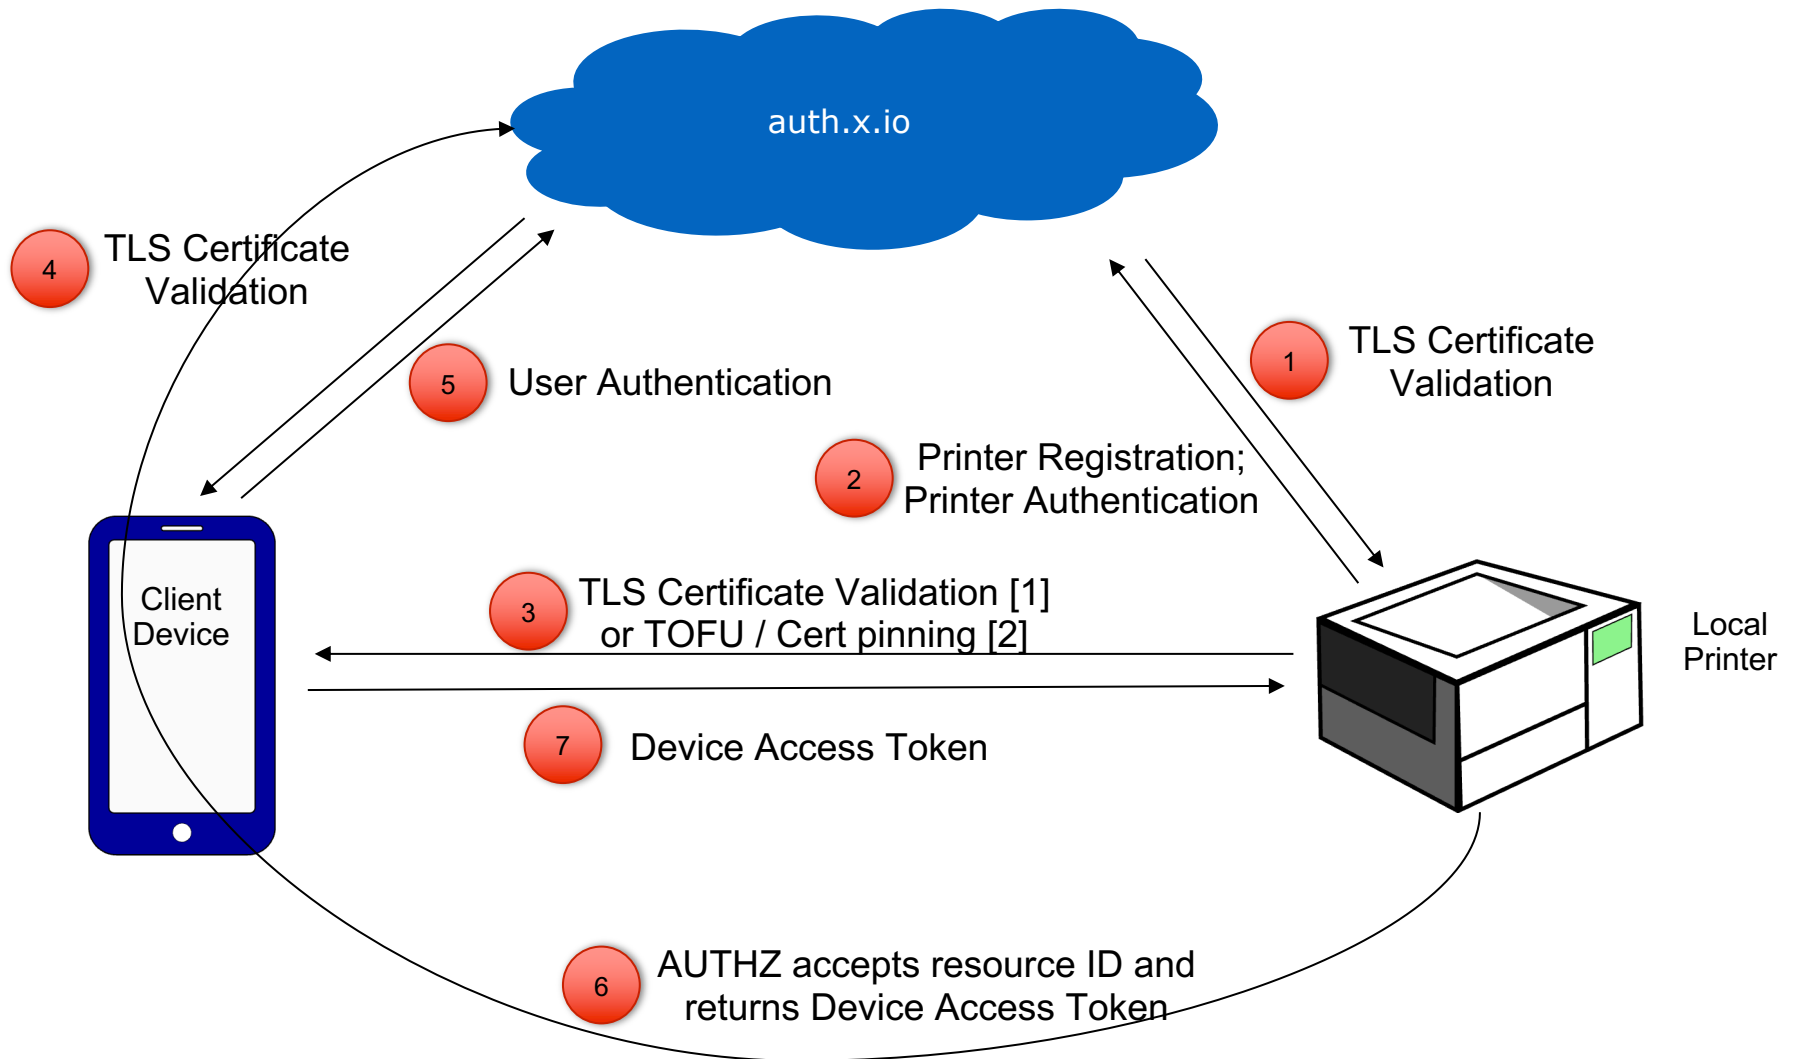 auth.x.io
4
TLS Certificate
Validation
1
TLS Certificate
Validation
5
User Authentication
2
Printer Registration;
Printer Authentication
Client
Device
3
TLS Certificate Validation [1]
or TOFU / Cert pinning [2]
Local
Printer
7
Device Access Token
6
AUTHZ accepts resource ID and
returns Device Access Token